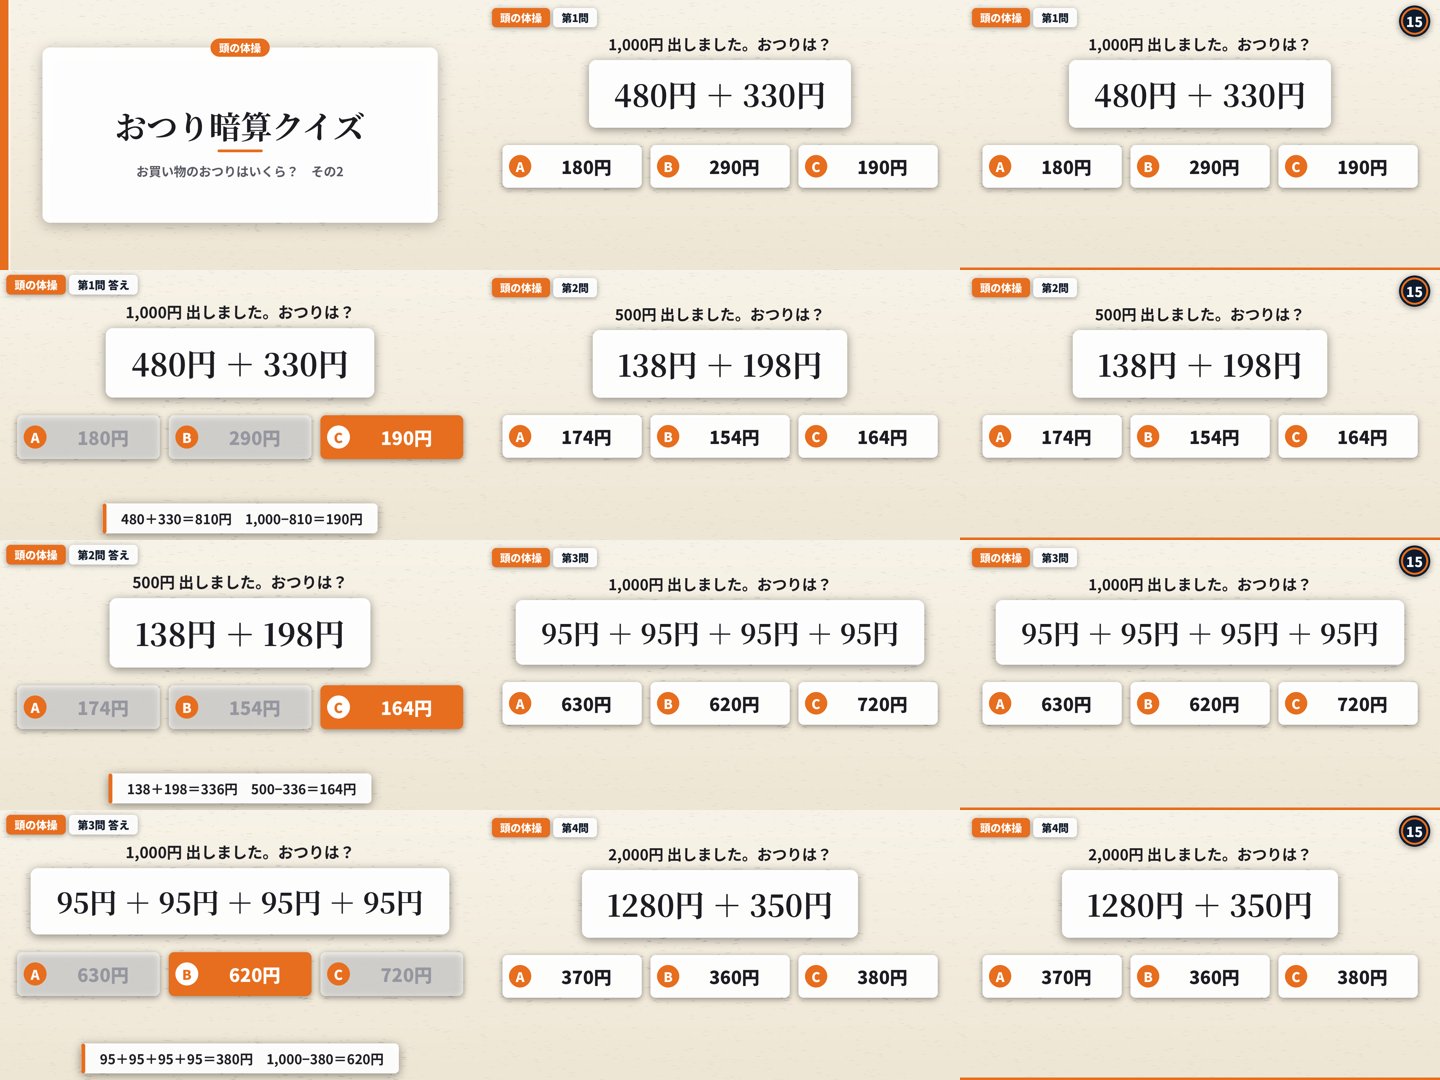 頭の体操
おつり暗算クイズ
お買い物のおつりはいくら？ その2
頭の体操 第1問
1,000円 出しました。おつりは？
480円 ＋ 330円
A 180円 B 290円 C 190円
頭の体操 第1問 15
1,000円 出しました。おつりは？
480円 ＋ 330円
A 180円 B 290円 C 190円
頭の体操 第1問 答え
1,000円 出しました。おつりは？
480円 ＋ 330円
A 180円 B 290円 C 190円
480＋330＝810円 1,000−810＝190円
頭の体操 第2問
500円 出しました。おつりは？
138円 ＋ 198円
A 174円 B 154円 C 164円
頭の体操 第2問 15
500円 出しました。おつりは？
138円 ＋ 198円
A 174円 B 154円 C 164円
頭の体操 第2問 答え
500円 出しました。おつりは？
138円 ＋ 198円
A 174円 B 154円 C 164円
138＋198＝336円 500−336＝164円
頭の体操 第3問
1,000円 出しました。おつりは？
95円 ＋ 95円 ＋ 95円 ＋ 95円
A 630円 B 620円 C 720円
頭の体操 第3問 15
1,000円 出しました。おつりは？
95円 ＋ 95円 ＋ 95円 ＋ 95円
A 630円 B 620円 C 720円
頭の体操 第3問 答え
1,000円 出しました。おつりは？
95円 ＋ 95円 ＋ 95円 ＋ 95円
A 630円 B 620円 C 720円
95＋95＋95＋95＝380円 1,000−380＝620円
頭の体操 第4問
2,000円 出しました。おつりは？
1280円 ＋ 350円
A 370円 B 360円 C 380円
頭の体操 第4問 15
2,000円 出しました。おつりは？
1280円 ＋ 350円
A 370円 B 360円 C 380円